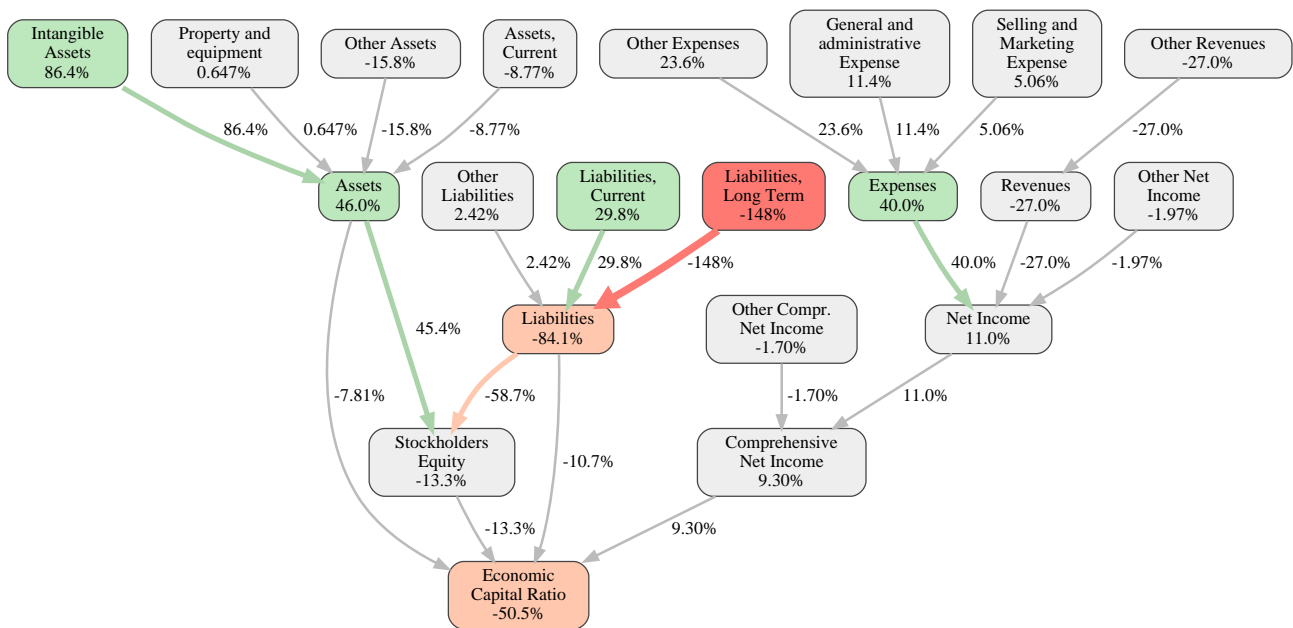 Intangible
Assets
86.4%
Property and
equipment
0.647%
Other Assets
-15.8%
Assets,
Current
-8.77%
Other Expenses
23.6%
General and
administrative
Expense
11.4%
Selling and
Marketing
Expense
5.06%
Other Revenues
-27.0%
86.4%
0.647%
-15.8%
-8.77%
23.6%
11.4%
5.06%
-27.0%
Assets
46.0%
Other
Liabilities
2.42%
Liabilities,
Current
29.8%
Liabilities,
Long Term
-148%
Expenses
40.0%
Revenues
-27.0%
Other Net
Income
-1.97%
2.42%
29.8%
-148%
40.0%
-27.0%
-1.97%
45.4%
Liabilities
-84.1%
Other Compr.
Net Income
-1.70%
Net Income
11.0%
-7.81%
-58.7%
-1.70%
11.0%
Stockholders
Equity
-13.3%
-10.7%
Comprehensive
Net Income
9.30%
-13.3%
9.30%
Economic
Capital Ratio
-50.5%